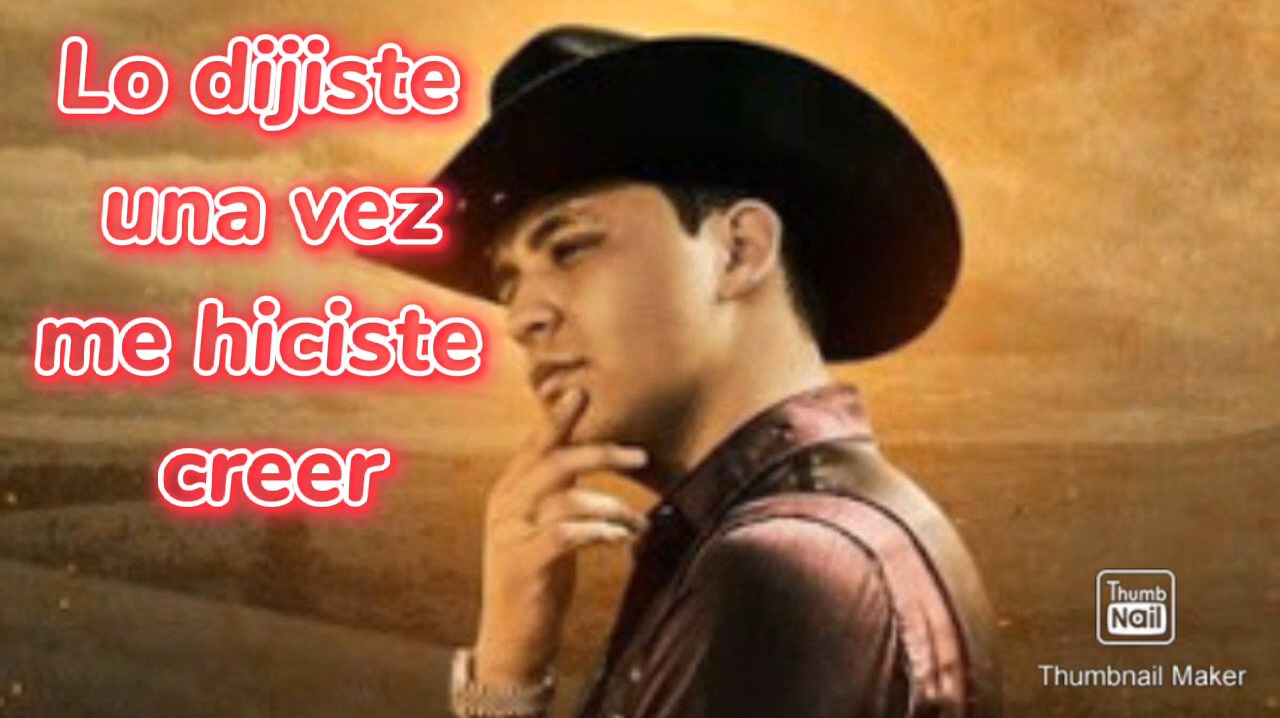 Lo dijiste
una vez
me hiciste
creer
Thumb
Nail
Thumbnail Maker